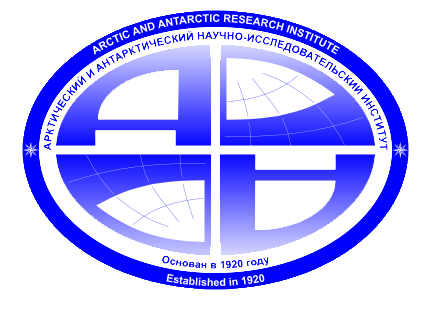 ARCTIC AND ANTARCTIC RESEARCH INSTITUTE
АРКТИЧЕСКИЙ И АНТАРКТИЧЕСКИЙ НАУЧНО-ИССЛЕДОВАТЕЛЬСКИЙ ИНСТИТУТ
Основан в 1920 году
Established in 1920